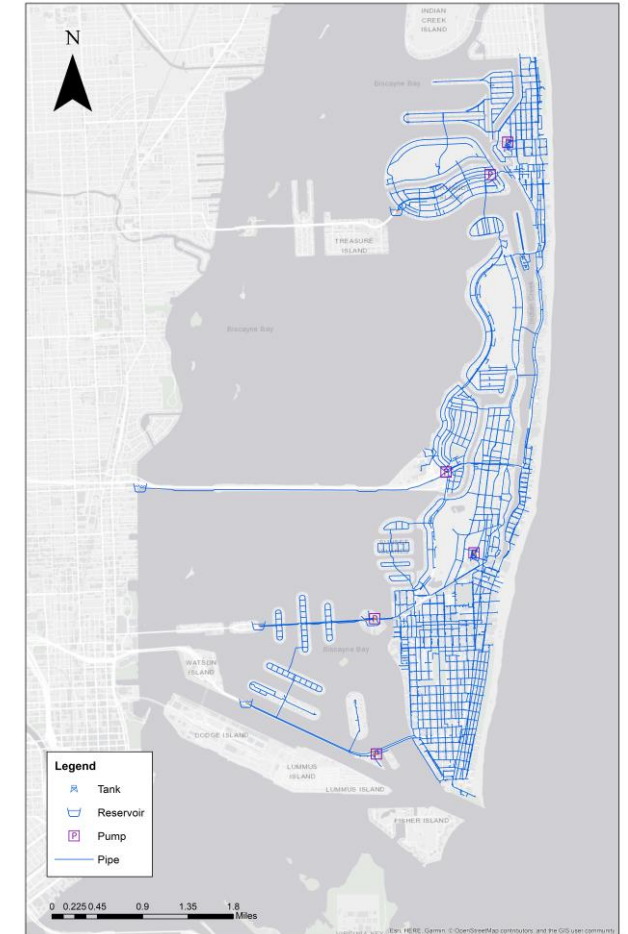 INDIAN
CREEK
ISLAND
N
Biscayne Bay
TREASURE
ISLAND
Biscayne Bay
Biscayne Bay
WATSON
ISLAND
DODGE ISLAND
LUMMUS
ISLAND
LUMMUS ISLAND
FISHER ISLAND
Legend
Tank
Reservoir
P Pump
Pipe
0 0.225 0.45 0.9 1.35 1.8
Miles
Esri, HERE, Garmin, © OpenStreetMap contributors, and the GIS user community